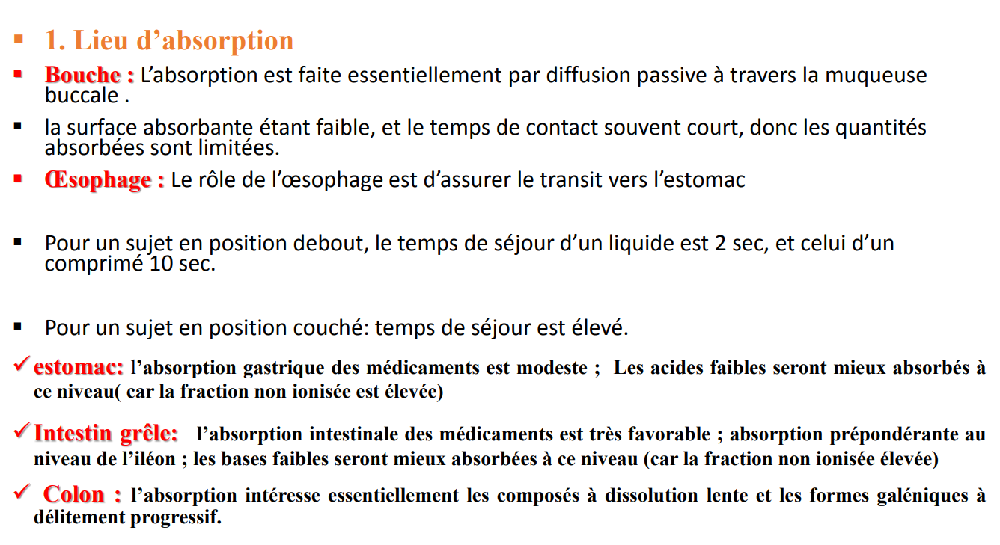 ▪ 1. Lieu d’absorption
▪ Bouche : L’absorption est faite essentiellement par diffusion passive à travers la muqueuse
buccale .
▪ la surface absorbante étant faible, et le temps de contact souvent court, donc les quantités
absorbées sont limitées.
▪ Œsophage : Le rôle de l’œsophage est d’assurer le transit vers l’estomac
▪ Pour un sujet en position debout, le temps de séjour d’un liquide est 2 sec, et celui d’un
comprimé 10 sec.
▪ Pour un sujet en position couché: temps de séjour est élevé.
✓ estomac: l’absorption gastrique des médicaments est modeste ; Les acides faibles seront mieux absorbés à
ce niveau( car la fraction non ionisée est élevée)
✓ Intestin grêle: l’absorption intestinale des médicaments est très favorable ; absorption prépondérante au
niveau de l’iléon ; les bases faibles seront mieux absorbées à ce niveau (car la fraction non ionisée élevée)
✓ Colon : l’absorption intéresse essentiellement les composés à dissolution lente et les formes galéniques à
délitement progressif.